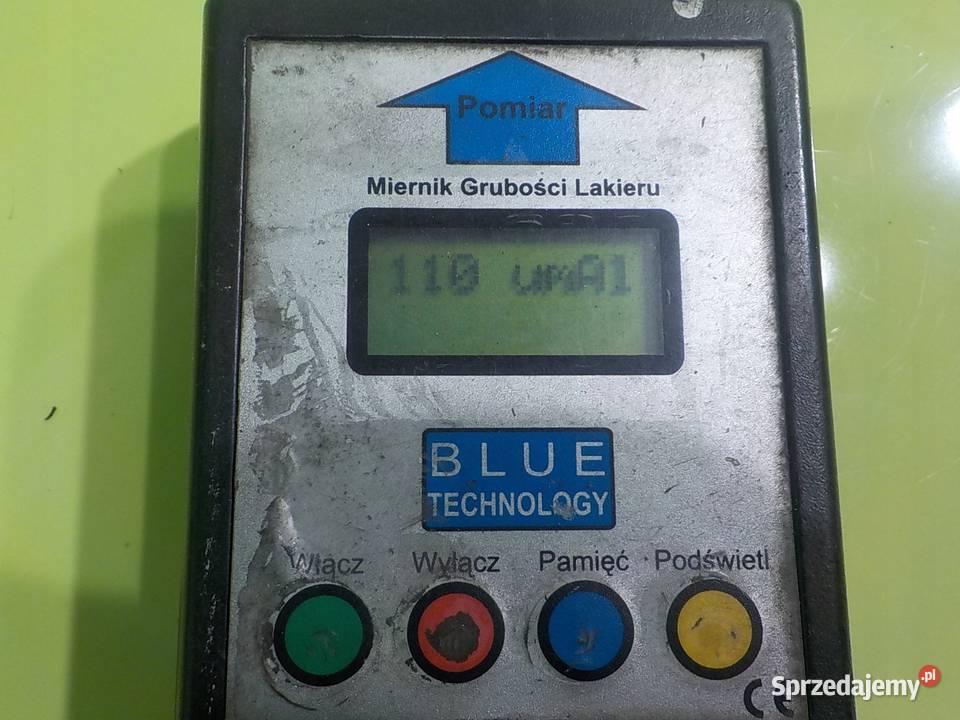 Pomiar
Miernik Grubości Lakieru
110 umAl
BLUE
TECHNOLOGY
Włącz Wyłącz Pamięć Podświetl
CE
Sprzedajemy.pl